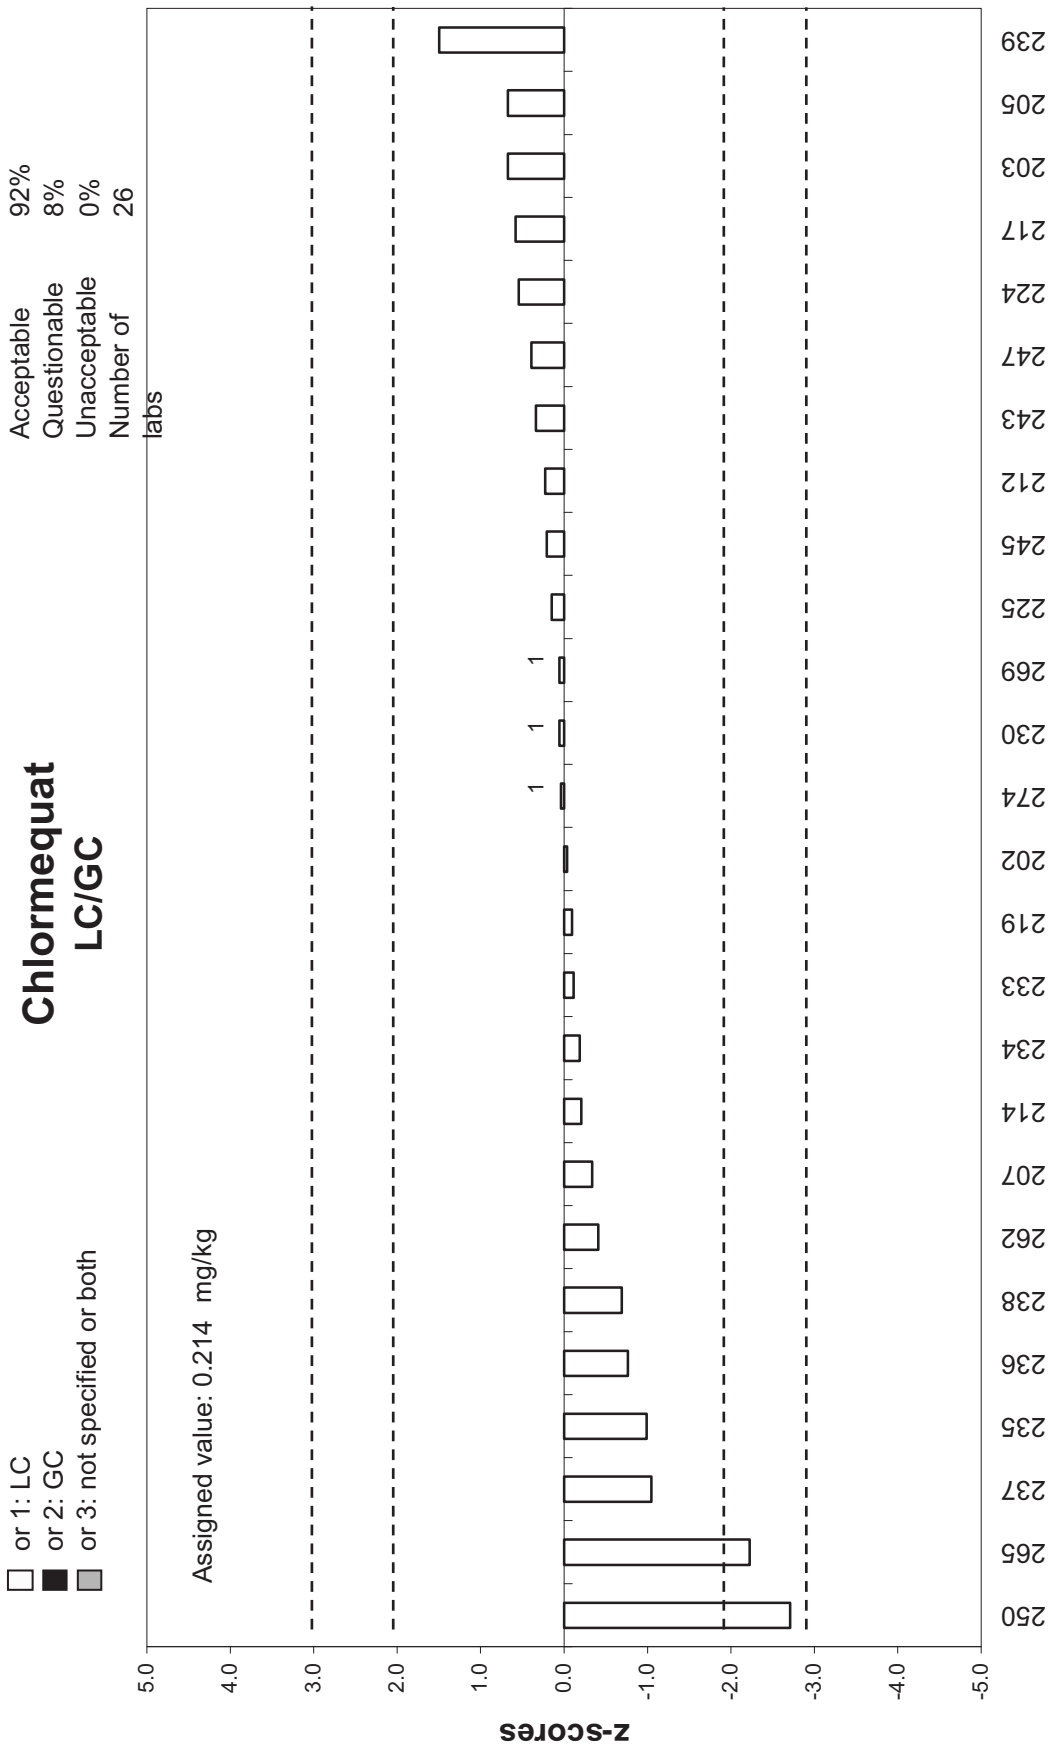 Chlormequat
LC/GC
or 1: LC
or 2: GC
or 3: not specified or both
Acceptable 92%
Questionable 8%
Unacceptable 0%
Number of 26
labs
Assigned value: 0.214 mg/kg
z-scores
5.0
4.0
3.0
2.0
1.0
0.0
-1.0
-2.0
-3.0
-4.0
-5.0
1 1 1
250 265 237 235 236 238 262 207 214 234 233 219 202 274 230 269 225 245 212 243 247 224 217 203 205 239